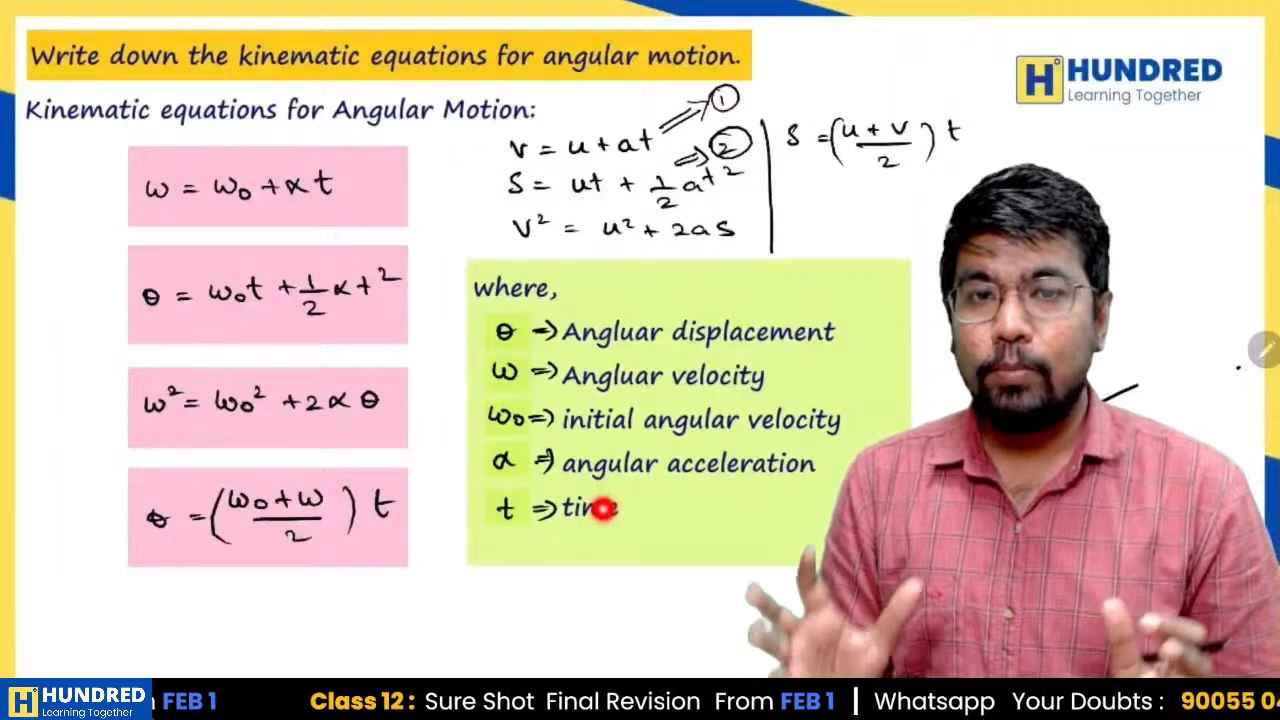 Write down the kinematic equations for angular motion.
HUNDRED
Learning Together
Kinematic equations for Angular Motion:
v = u + at ⇒ ①
S = ut + 1/2 at² ⇒ ②
v² = u² + 2as
S = (u + v / 2) t
ω = ω₀ + αt
θ = ω₀t + 1/2 αt²
ω² = ω₀² + 2αθ
θ = (ω₀ + ω / 2) t
where,
θ ⇒ Angluar displacement
ω ⇒ Angluar velocity
ω₀ ⇒ initial angular velocity
α ⇒ angular acceleration
t ⇒ time
HUNDRED
Learning Together
FEB 1 Class 12: Sure Shot Final Revision From FEB 1 | Whatsapp Your Doubts : 90055